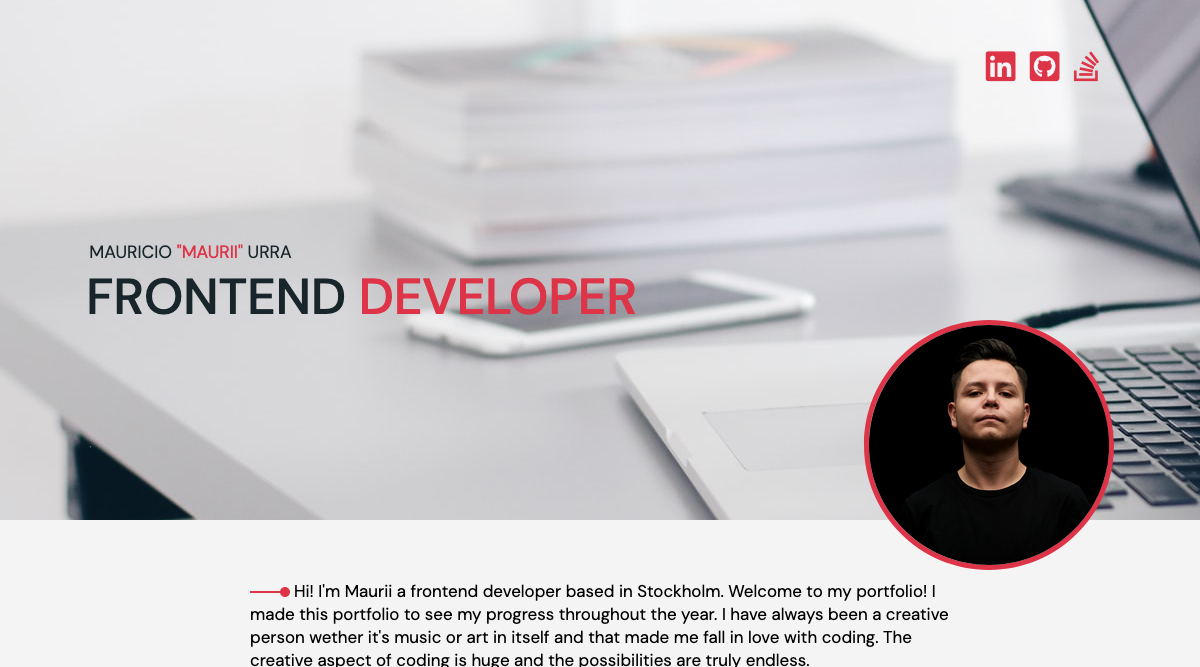 in
MAURICIO "MAURII" URRA
FRONTEND DEVELOPER
Hi! I'm Maurii a frontend developer based in Stockholm. Welcome to my portfolio! I
made this portfolio to see my progress throughout the year. I have always been a creative
person wether it's music or art in itself and that made me fall in love with coding. The
creative aspect of coding is huge and the possibilities are truly endless.